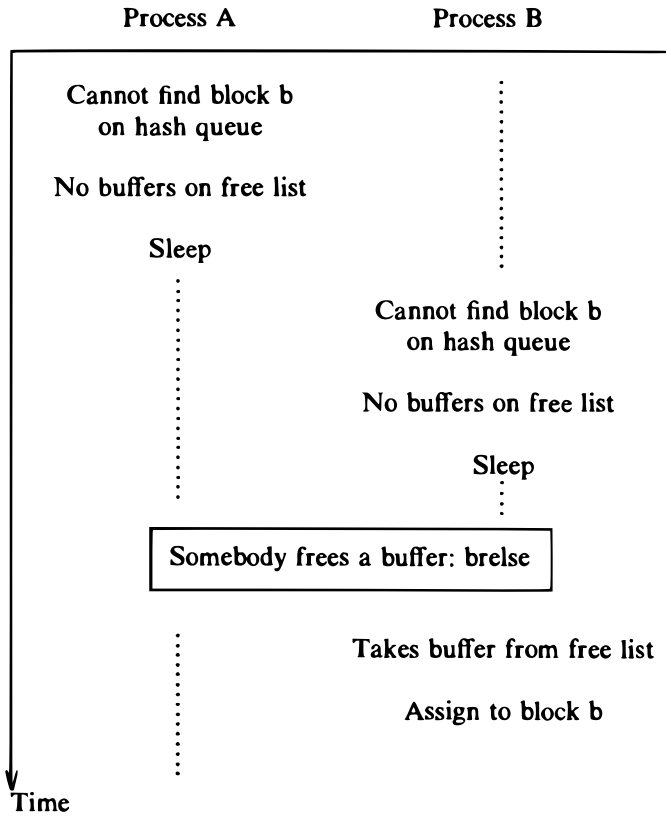 Process A
Process B
Cannot find block b
on hash queue
No buffers on free list
Sleep
Cannot find block b
on hash queue
No buffers on free list
Sleep
Somebody frees a buffer: brelse
Takes buffer from free list
Assign to block b
Time